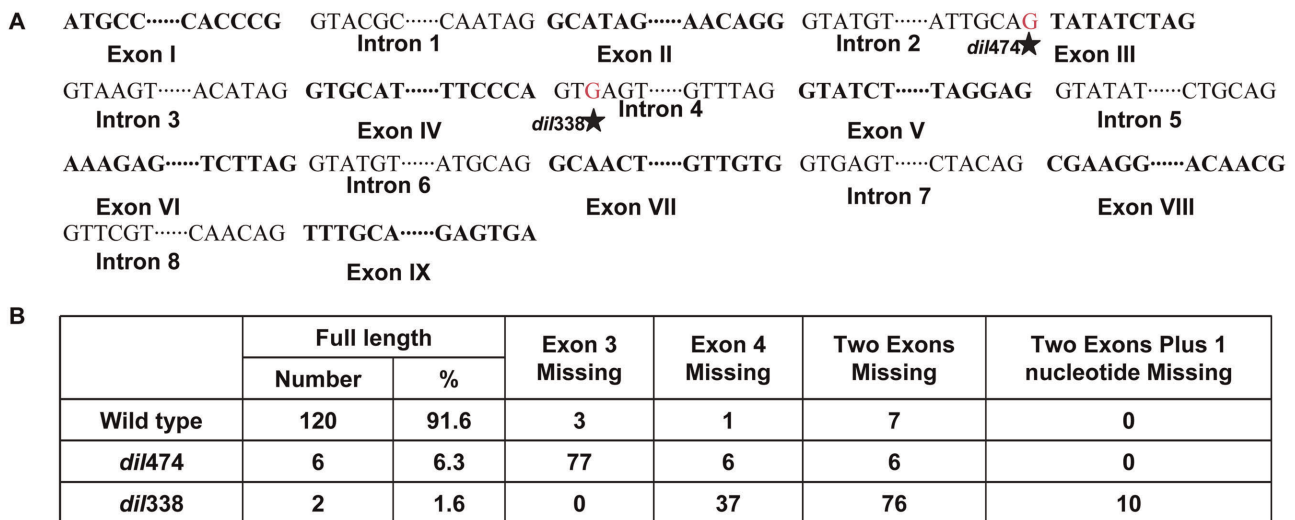 A
ATGCC······CACCCG GTACGC······CAATAG GCATAG······AACAGG GTATGT······ATTGCAG TATATCTAG
Exon I Intron 1 Exon II Intron 2 dil474★ Exon III
GTAAGT······ACATAG GTGCAT······TTCCCA GTGAGT······GTTTAG GTATCT······TAGGAG GTATAT······CTGCAG
Intron 3 Exon IV dil338★ Intron 4 Exon V Intron 5
AAAGAG······TCTTAG GTATGT······ATGCAG GCAACT······GTTGTG GTGAGT······CTACAG CGAAGG······ACAACG
Exon VI Intron 6 Exon VII Intron 7 Exon VIII
GTTCGT······CAACAG TTTGCA······GAGTGA
Intron 8 Exon IX
B
Full length Exon 3 Missing Exon 4 Missing Two Exons Missing Two Exons Plus 1 nucleotide Missing
Number %
Wild type 120 91.6 3 1 7 0
dil474 6 6.3 77 6 6 0
dil338 2 1.6 0 37 76 10